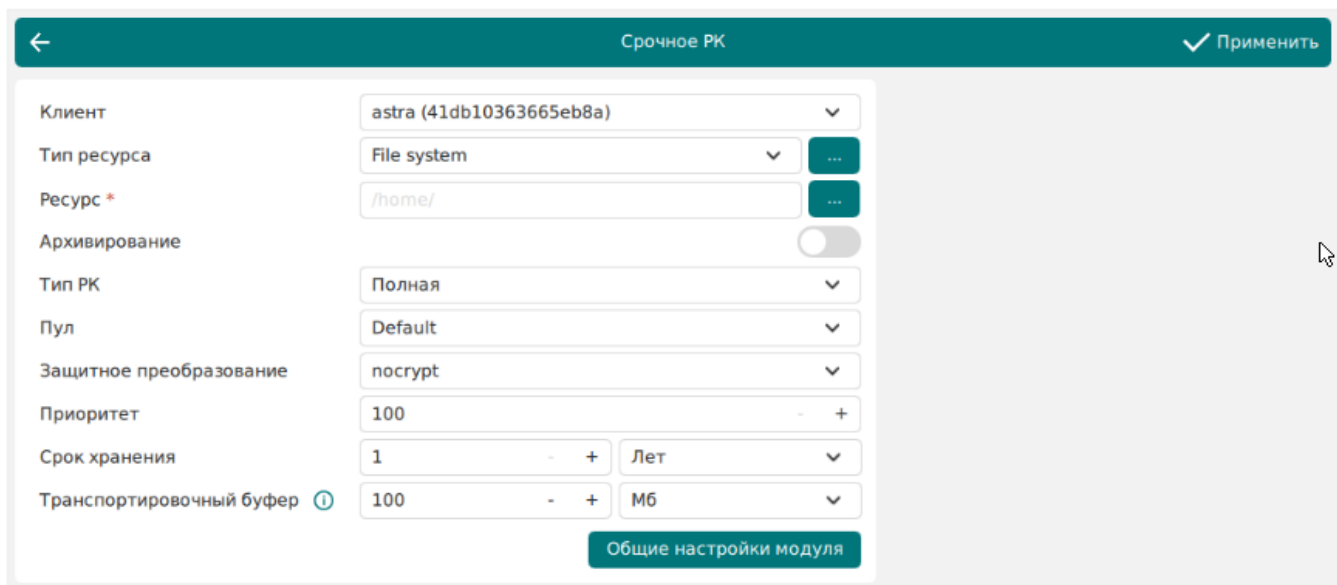 Срочное РК
Применить
Клиент astra (41db10363665eb8a)
Тип ресурса File system ...
Ресурс * /home/ ...
Архивирование
Тип РК Полная
Пул Default
Защитное преобразование nocrypt
Приоритет 100 - +
Срок хранения 1 - + Лет
Транспортировочный буфер i 100 - + Мб
Общие настройки модуля